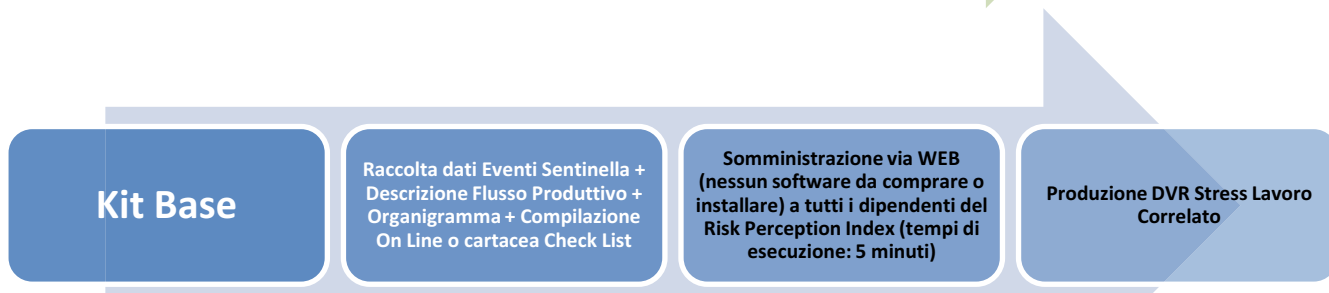 Kit Base
Raccolta dati Eventi Sentinella +
Descrizione Flusso Produttivo +
Organigramma + Compilazione
On Line o cartacea Check List
Somministrazione via WEB
(nessun software da comprare o
installare) a tutti i dipendenti del
Risk Perception Index (tempi di
esecuzione: 5 minuti)
Produzione DVR Stress Lavoro
Correlato